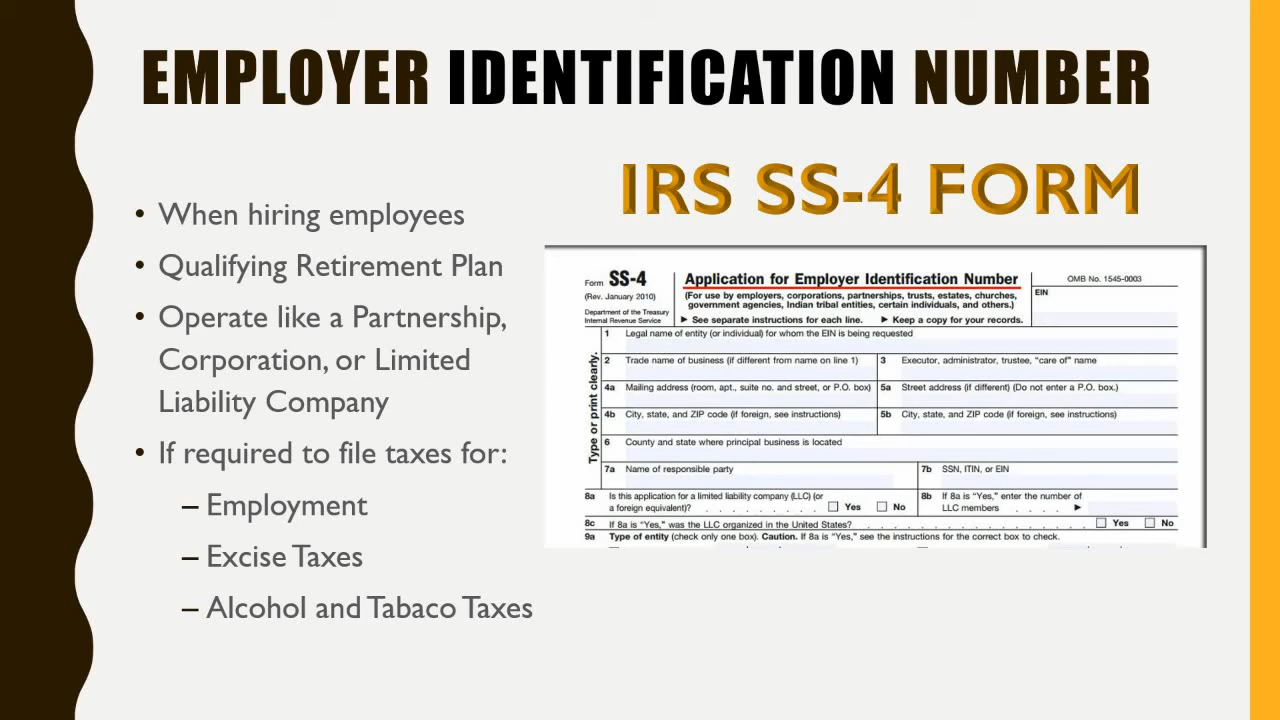 EMPLOYER IDENTIFICATION NUMBER
• When hiring employees
• Qualifying Retirement Plan
• Operate like a Partnership,
Corporation, or Limited
Liability Company
• If required to file taxes for:
– Employment
– Excise Taxes
– Alcohol and Tabaco Taxes
IRS SS-4 FORM
Form SS-4
(Rev. January 2010)
Department of the Treasury
Internal Revenue Service
Application for Employer Identification Number
(For use by employers, corporations, partnerships, trusts, estates, churches,
government agencies, Indian tribal entities, certain individuals, and others.)
▶ See separate instructions for each line. ▶ Keep a copy for your records.
OMB No. 1545-0003
EIN
Type or print clearly.
1 Legal name of entity (or individual) for whom the EIN is being requested
2 Trade name of business (if different from name on line 1)
3 Executor, administrator, trustee, "care of" name
4a Mailing address (room, apt., suite no. and street, or P.O. box)
5a Street address (if different) (Do not enter a P.O. box.)
4b City, state, and ZIP code (if foreign, see instructions)
5b City, state, and ZIP code (if foreign, see instructions)
6 County and state where principal business is located
7a Name of responsible party
7b SSN, ITIN, or EIN
8a Is this application for a limited liability company (LLC) (or
a foreign equivalent)? . . . . . . . . ☐ Yes ☐ No
8b If 8a is "Yes," enter the number of
LLC members . . . . ▶
8c If 8a is "Yes," was the LLC organized in the United States? . . . . . . . . . . . . . . . . ☐ Yes ☐ No
9a Type of entity (check only one box). Caution. If 8a is "Yes," see the instructions for the correct box to check.